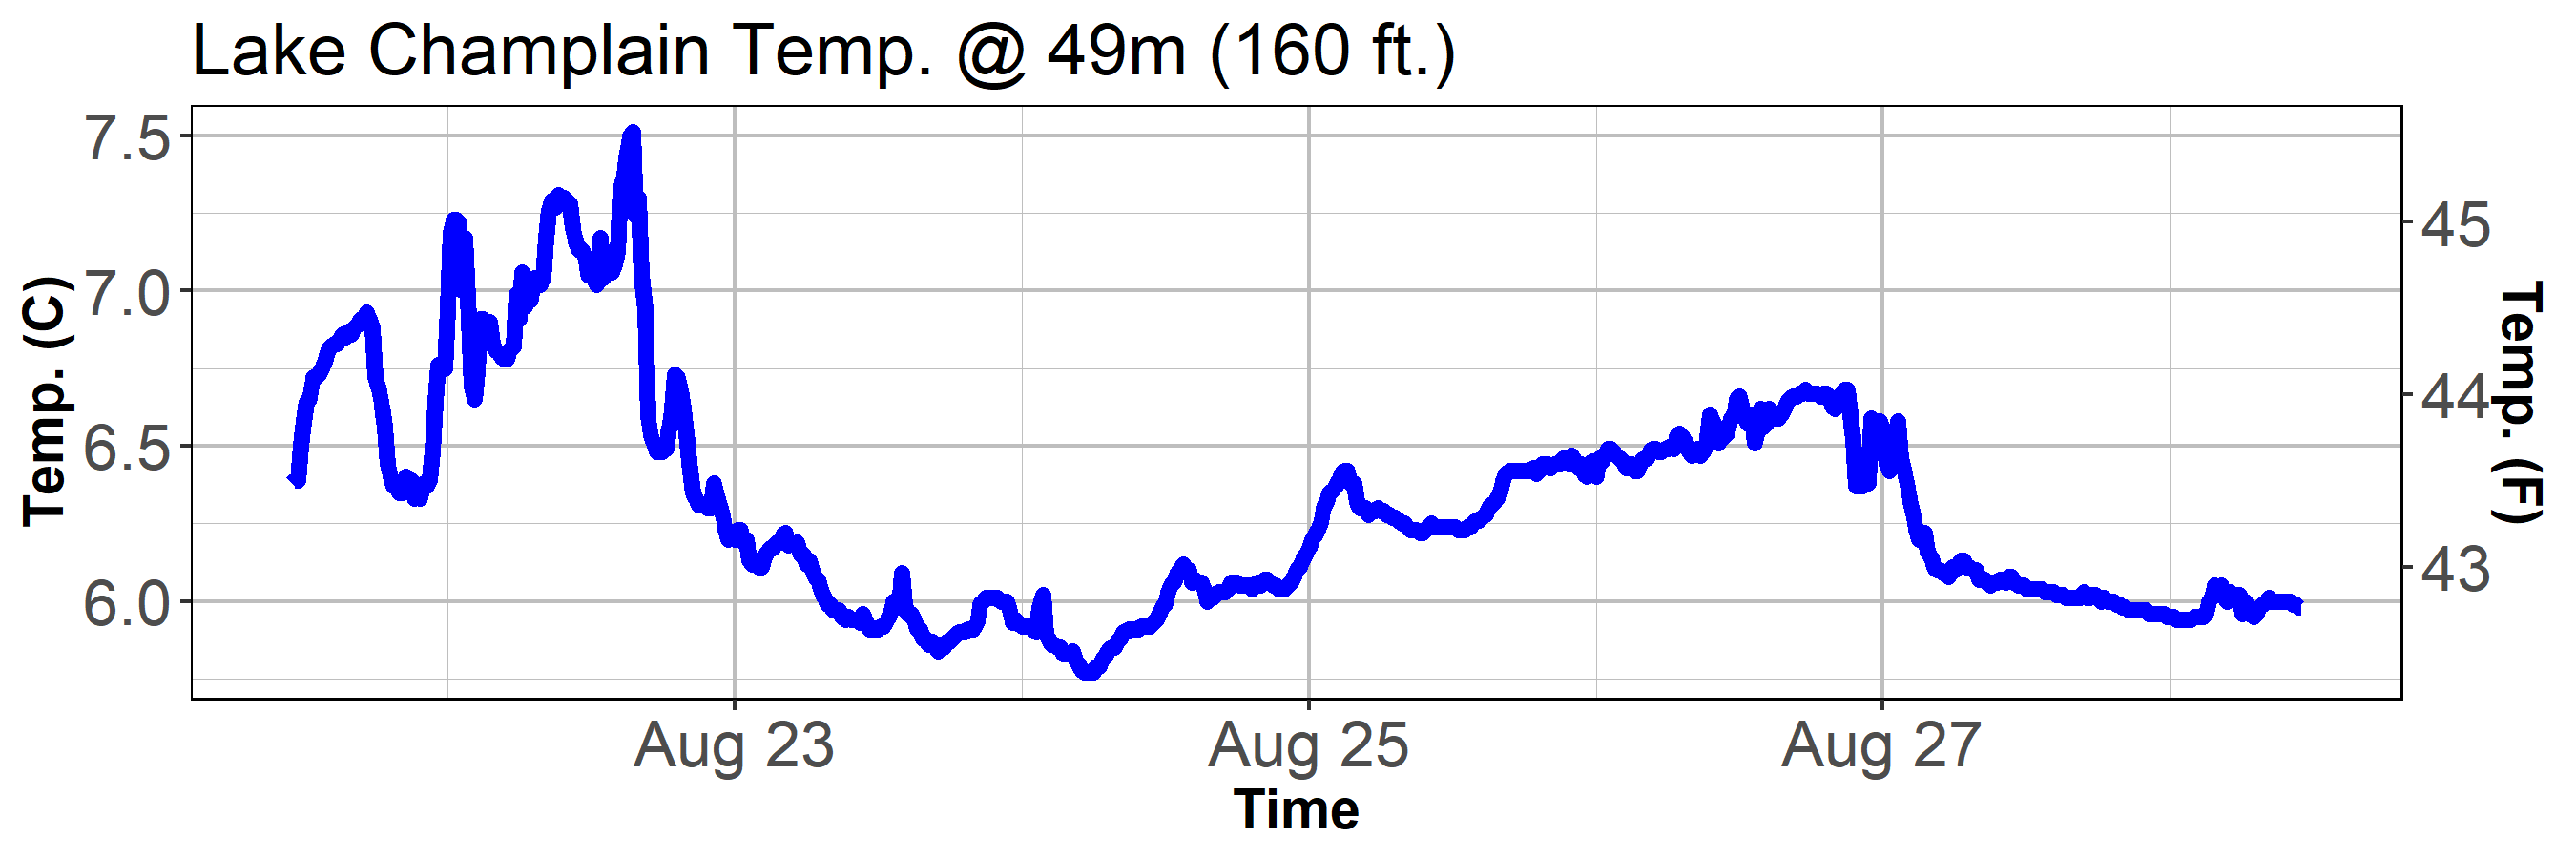 Lake Champlain Temp. @ 49m (160 ft.)
Temp. (C)
7.5
7.0
6.5
6.0
45
44
43
Temp. (F)
Aug 23 Aug 25 Aug 27
Time